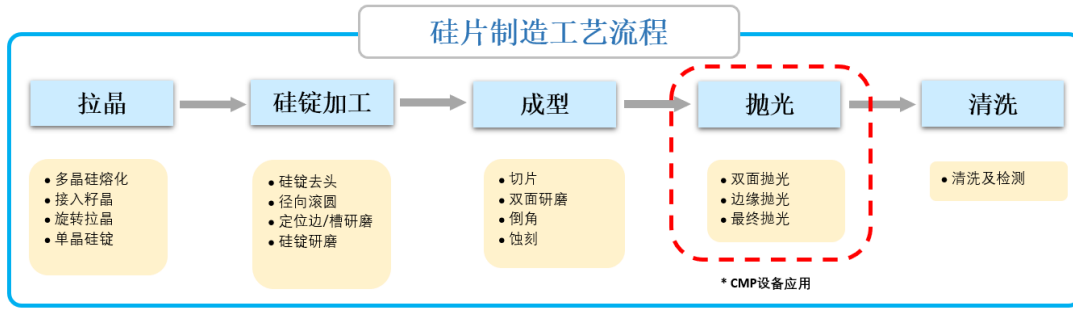 硅片制造工艺流程
拉晶
硅锭加工
成型
抛光
清洗
• 多晶硅熔化
• 接入籽晶
• 旋转拉晶
• 单晶硅锭
• 硅锭去头
• 径向滚圆
• 定位边/槽研磨
• 硅锭研磨
• 切片
• 双面研磨
• 倒角
• 蚀刻
• 双面抛光
• 边缘抛光
• 最终抛光
• 清洗及检测
* CMP设备应用